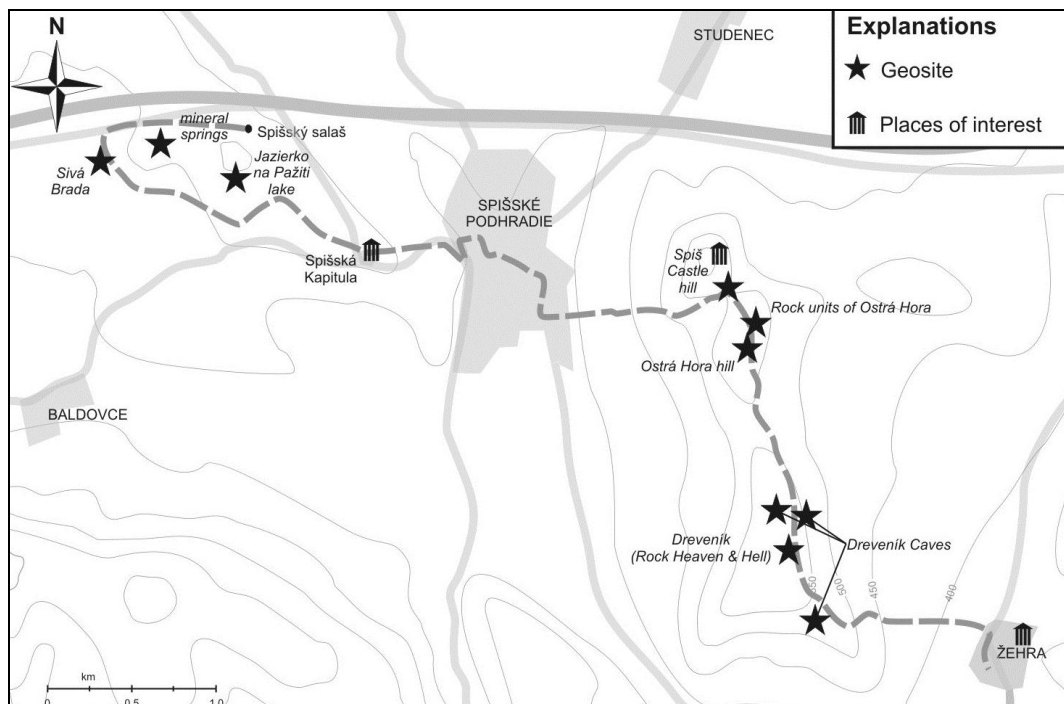 N
STUDENEC
Explanations
Geosite
Places of interest
mineral
springs
Spišský salaš
Sivá
Brada
Jazierko
na Pažiti
lake
SPIŠSKÉ
PODHRADIE
Spišská
Kapitula
Spiš
Castle
hill
Rock units of Ostrá Hora
Ostrá Hora hill
BALDOVCE
Dreveník
(Rock Heaven & Hell)
Dreveník Caves
550
500
450
400
ŽEHRA
km
0 0.5 1.0